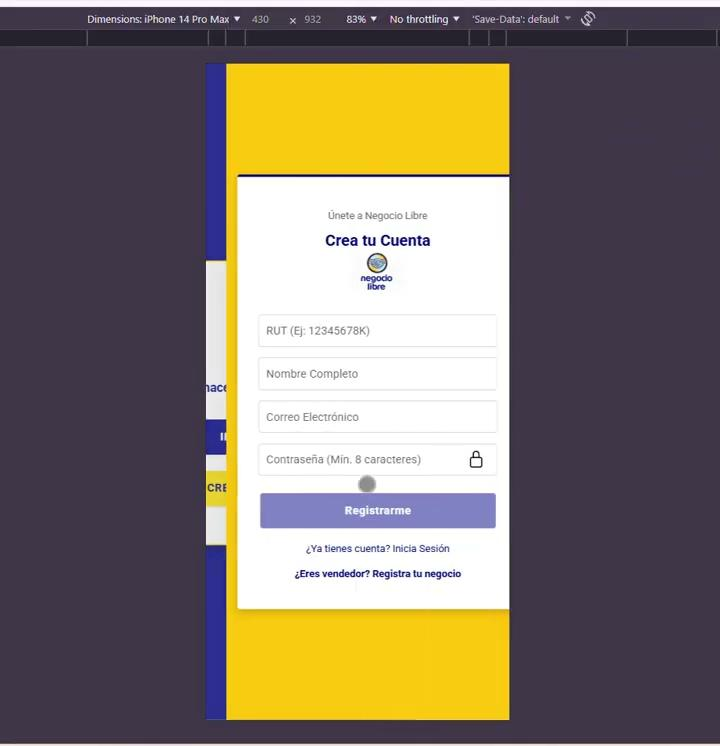 Dimensions: iPhone 14 Pro Max ▼ 430 × 932 83% ▼ No throttling ▼ 'Save-Data': default ▼
Únete a Negocio Libre
Crea tu Cuenta
negocio
libre
RUT (Ej: 12345678K)
Nombre Completo
Correo Electrónico
Contraseña (Mín. 8 caracteres)
Registrarme
¿Ya tienes cuenta? Inicia Sesión
¿Eres vendedor? Registra tu negocio
CRE